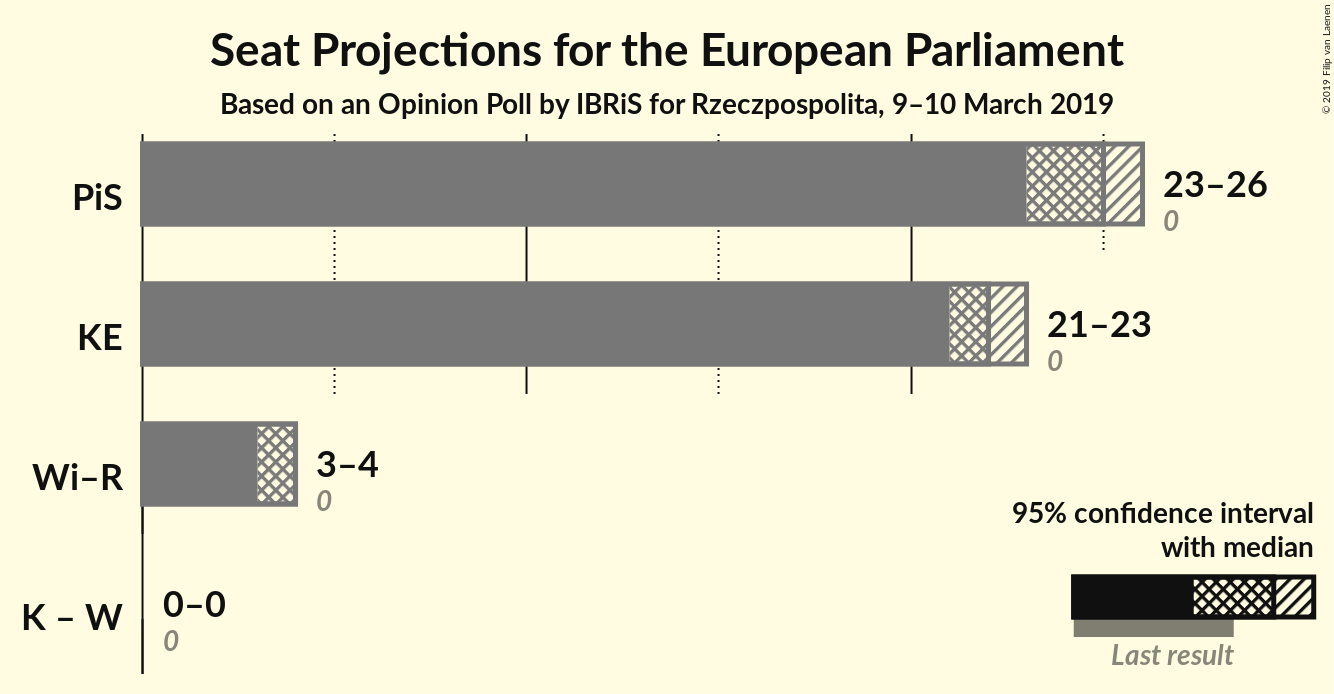 Seat Projections for the European Parliament
Based on an Opinion Poll by IBRiS for Rzeczpospolita, 9–10 March 2019
© 2019 Filip van Laenen
PiS
23–26
0
KE
21–23
0
Wi–R
3–4
0
K – W
0–0
0
95% confidence interval
with median
Last result